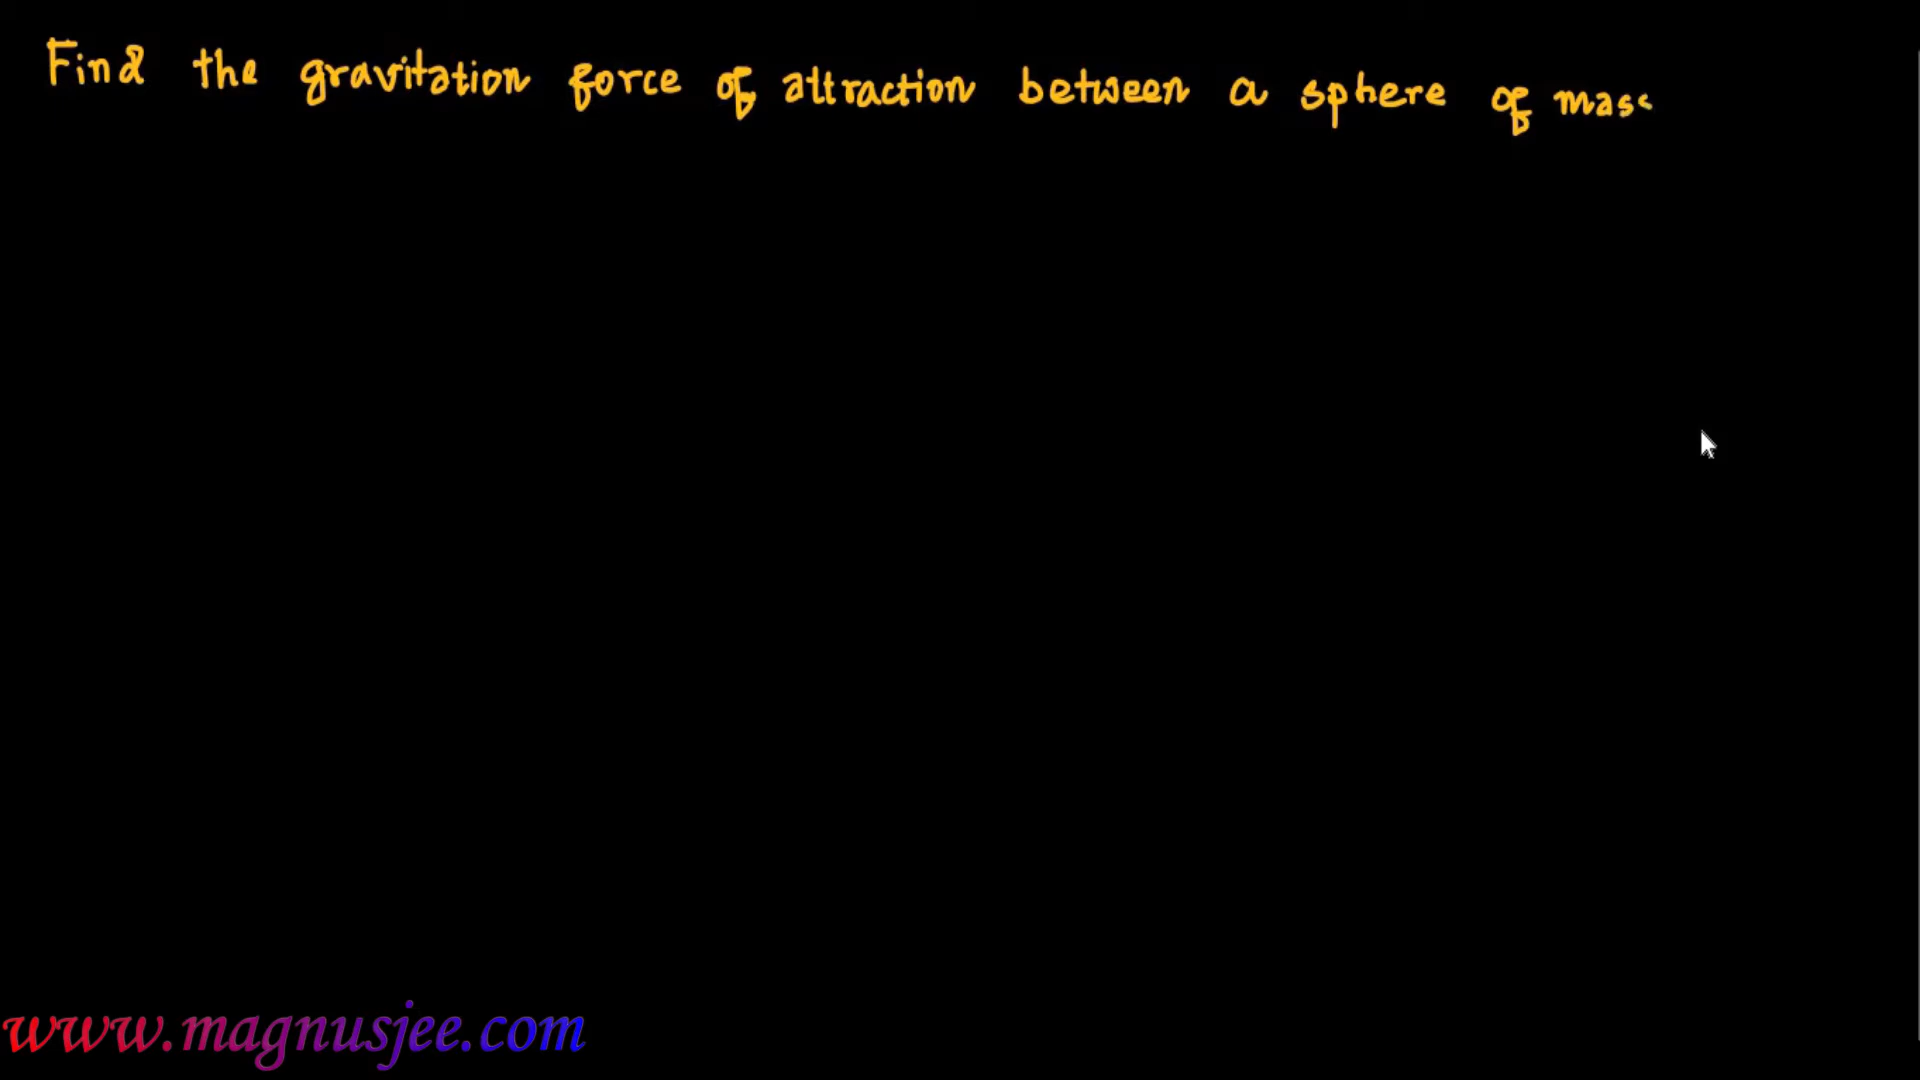 Find the gravitation force of attraction between a sphere of mass
www.magnusjee.com